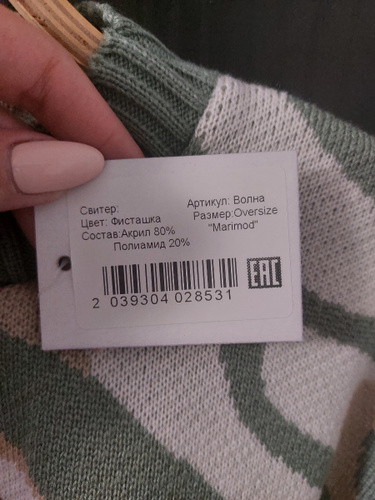 Свитер:
Артикул: Волна
Цвет: Фисташка
Размер:Oversize
Состав:Акрил 80%
"Marimod"
Полиамид 20%
EAC
2 039304 028531